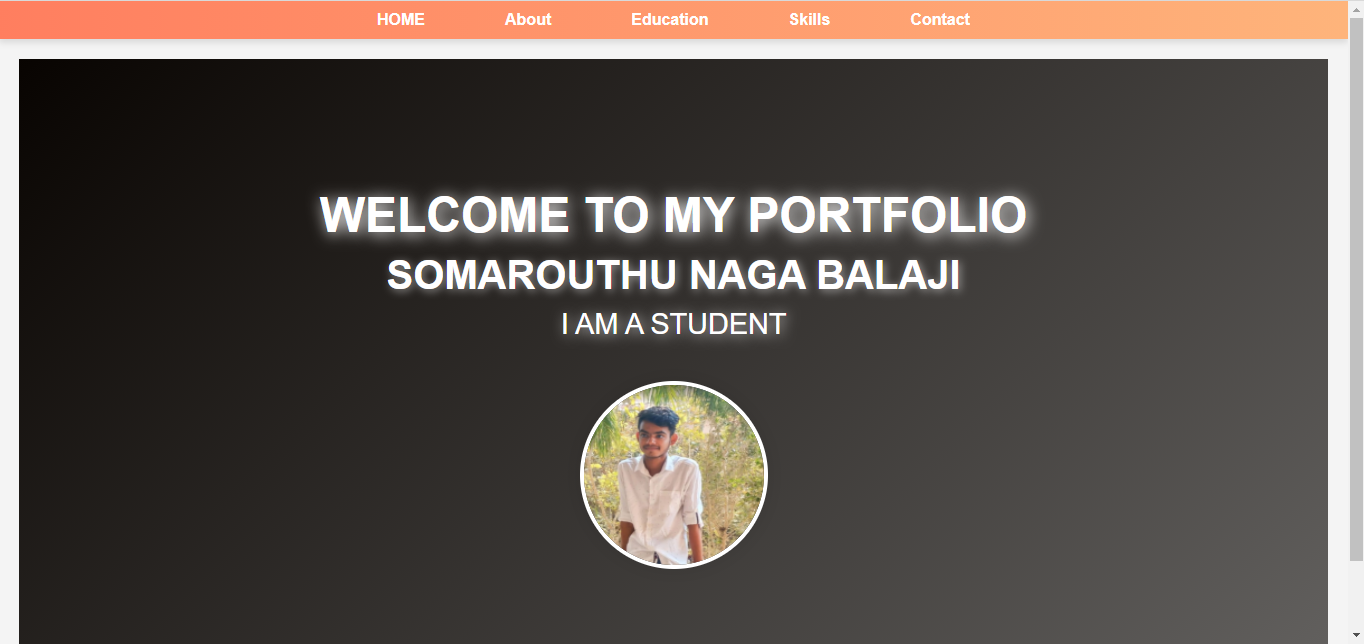 HOME About Education Skills Contact
WELCOME TO MY PORTFOLIO
SOMAROUTHU NAGA BALAJI
I AM A STUDENT